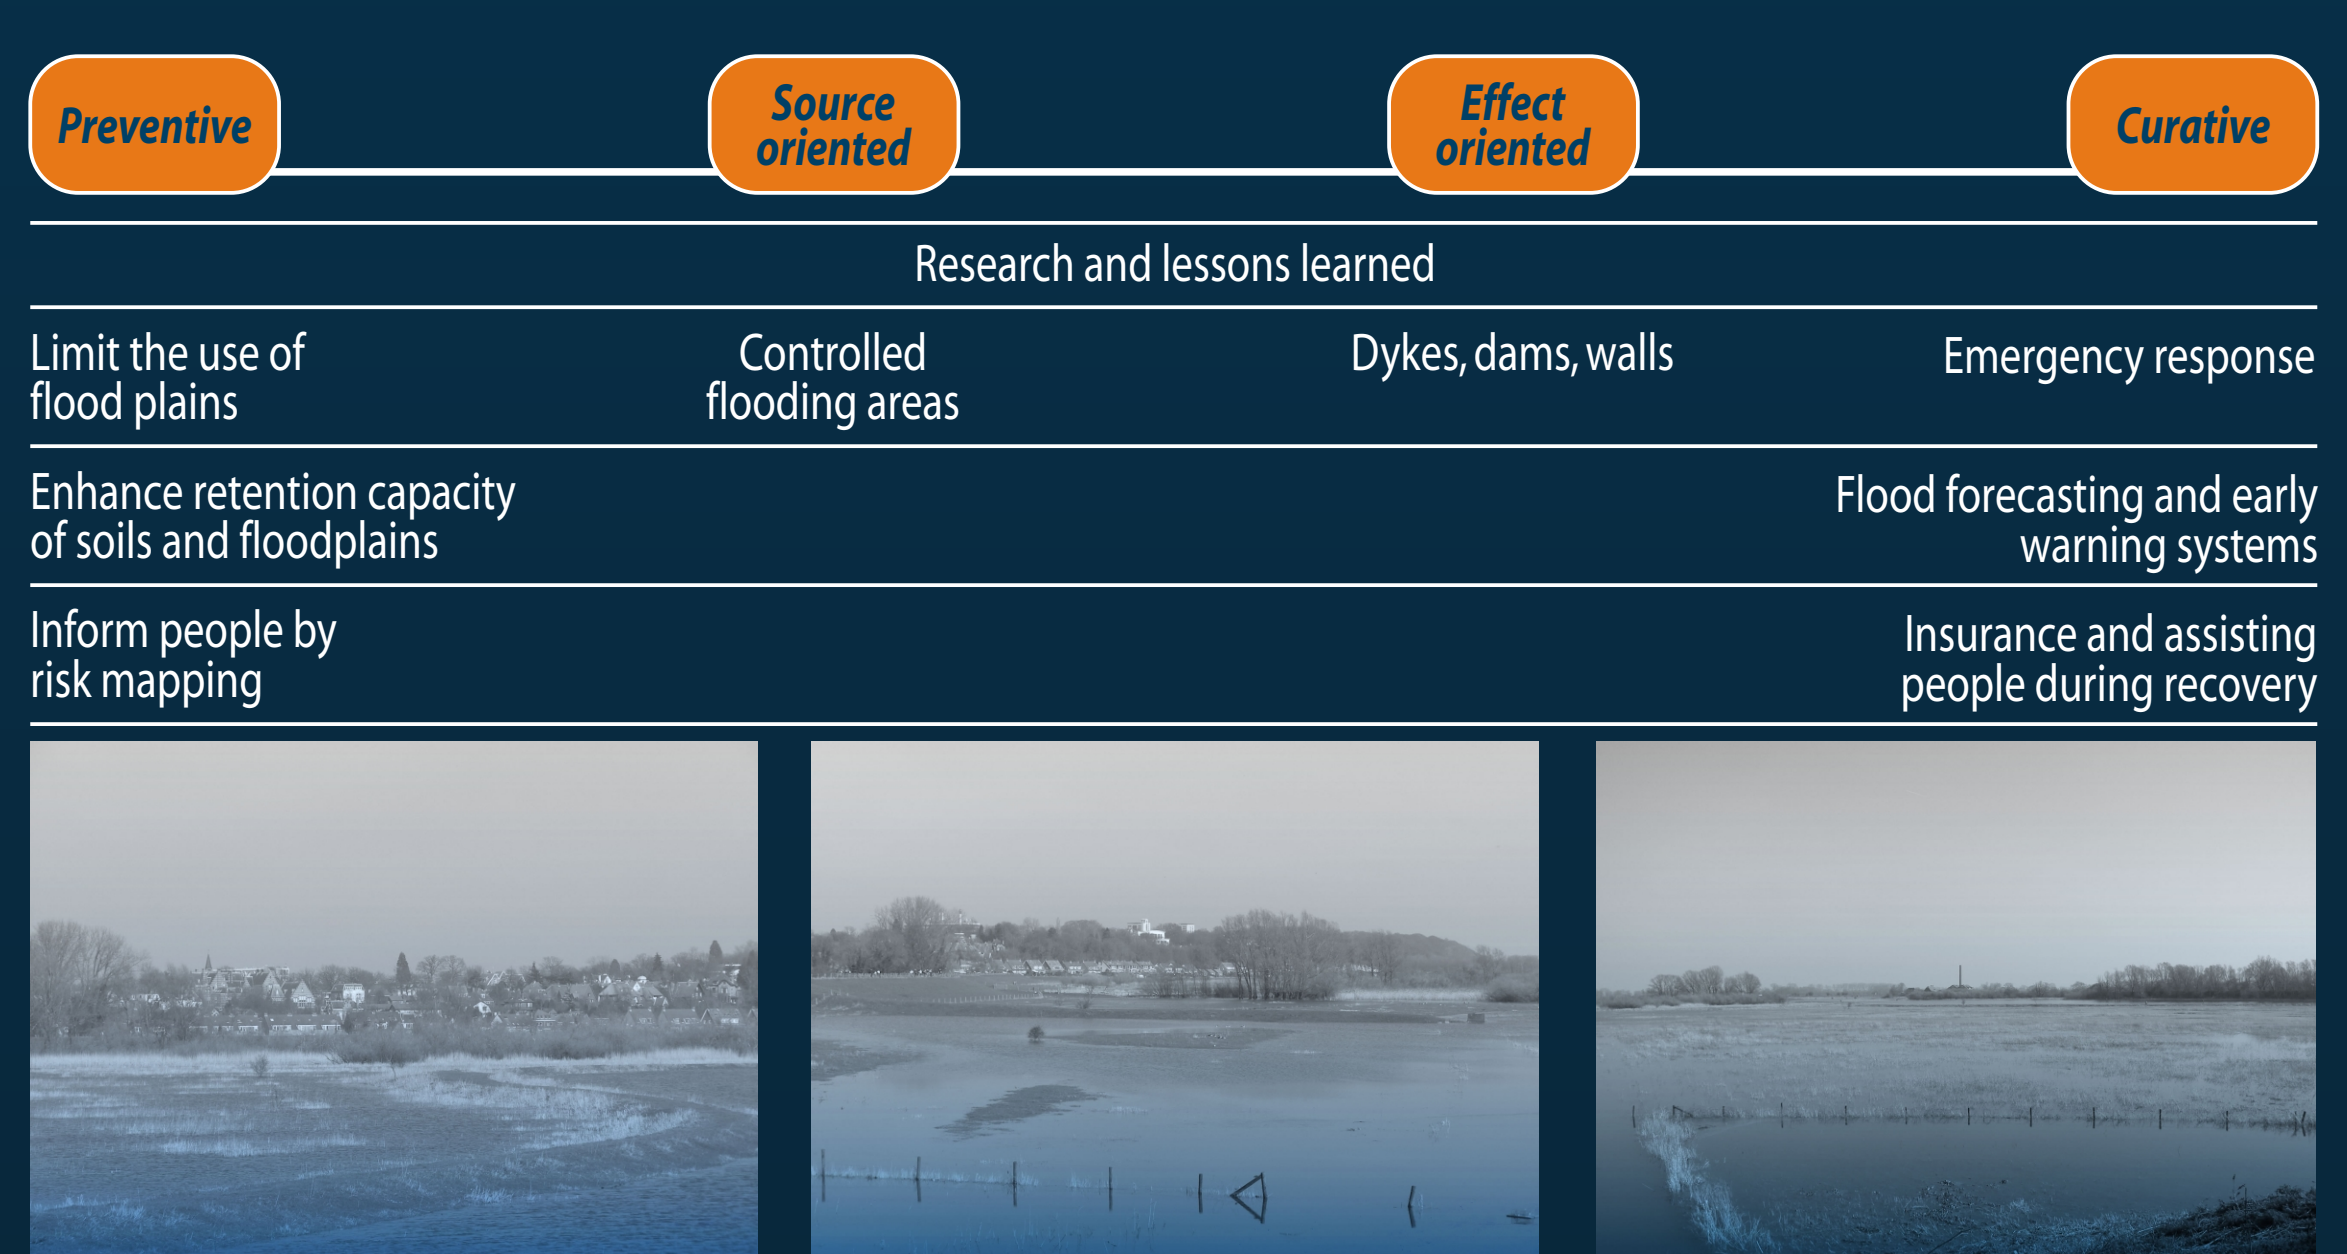 Preventive
Source
oriented
Effect
oriented
Curative
Research and lessons learned
Limit the use of
flood plains
Controlled
flooding areas
Dykes, dams, walls
Emergency response
Enhance retention capacity
of soils and floodplains
Flood forecasting and early
warning systems
Inform people by
risk mapping
Insurance and assisting
people during recovery